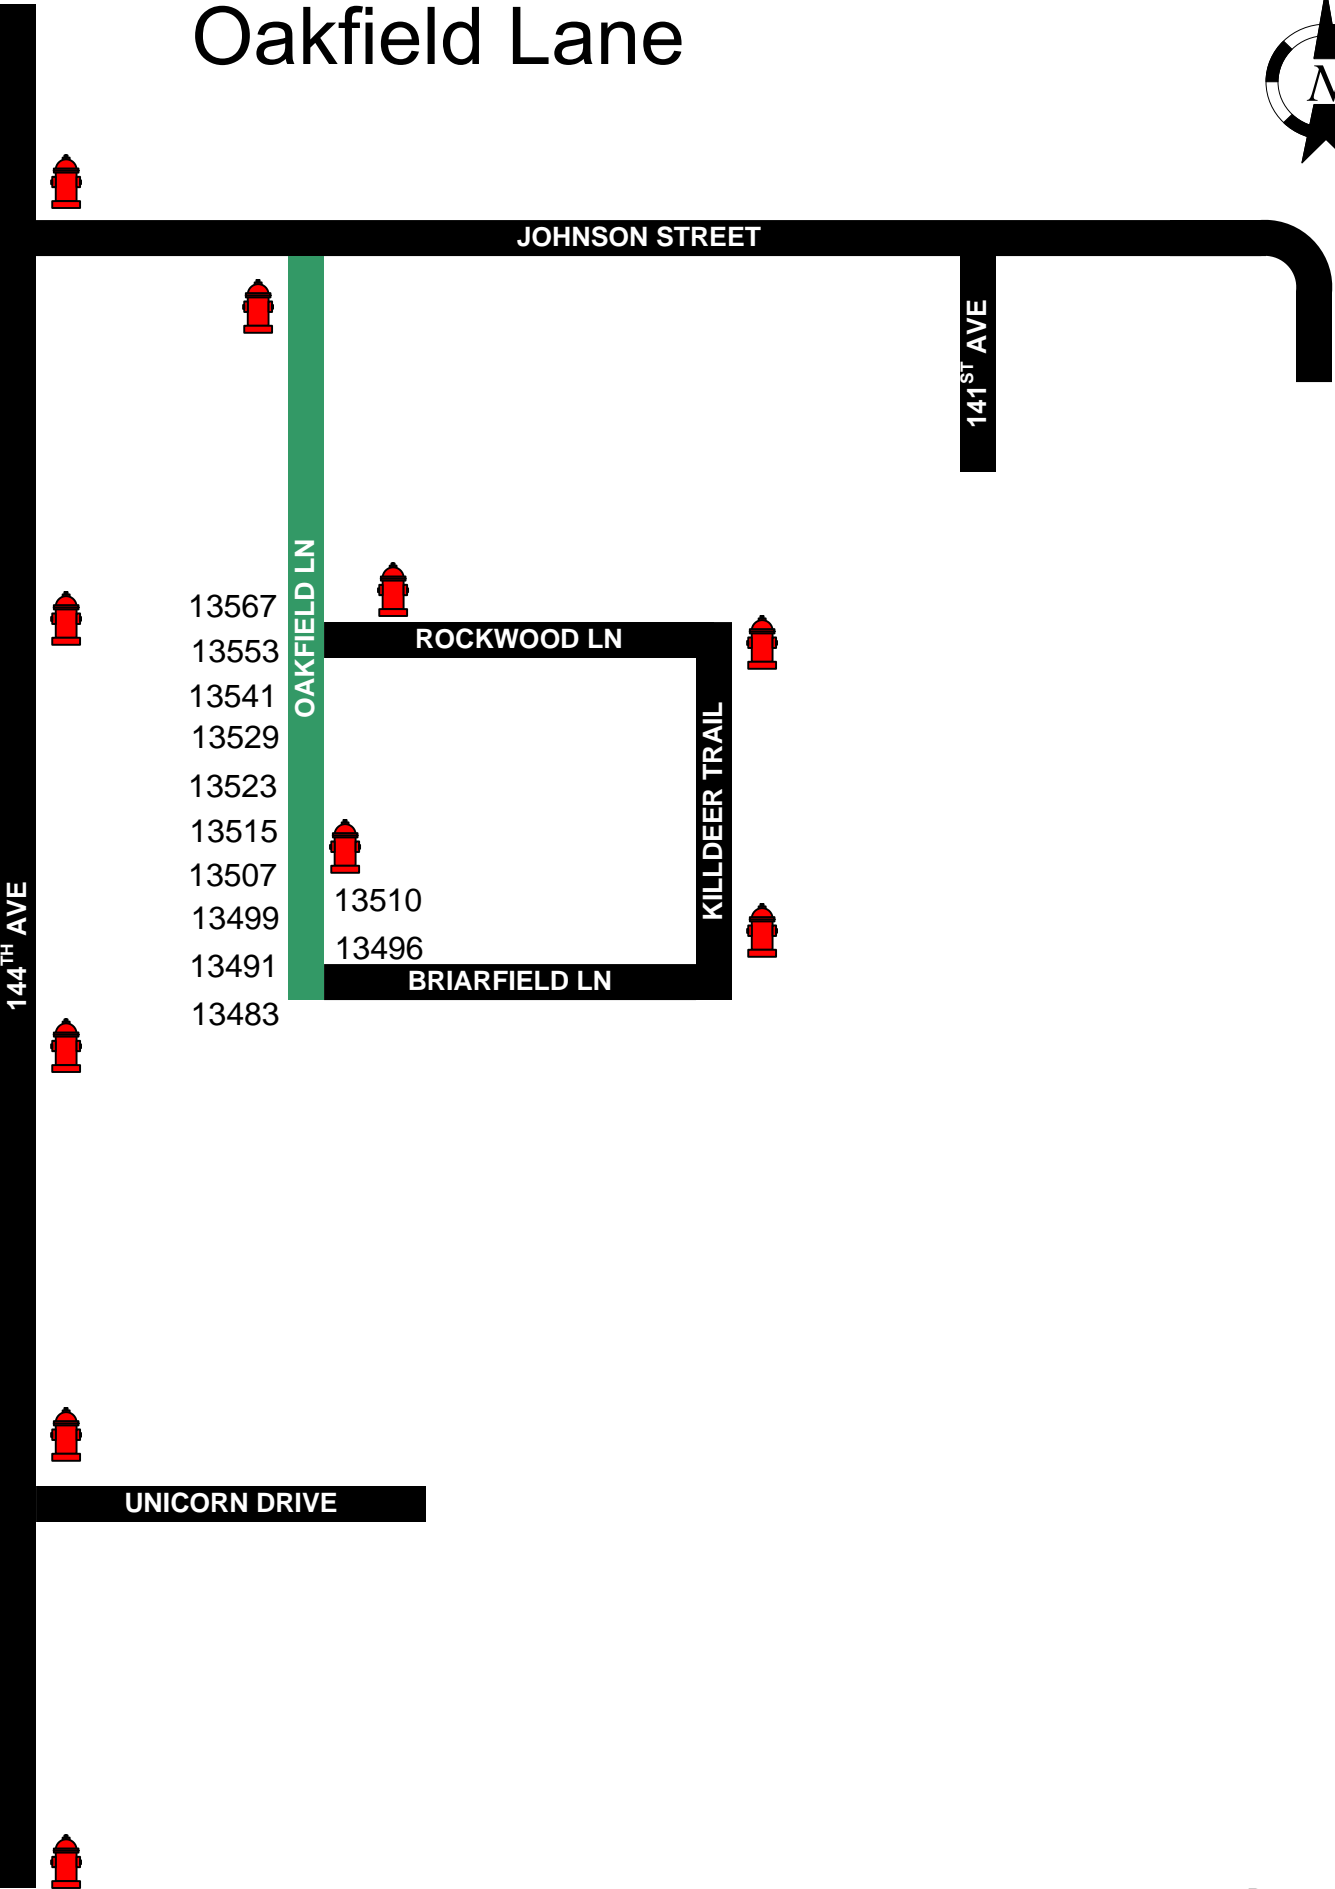 Oakfield Lane
N
JOHNSON STREET
141ST AVE
OAKFIELD LN
13567
ROCKWOOD LN
13553
13541
13529
KILLDEER TRAIL
13523
13515
13507
13510
144TH AVE
13499
13496
13491
BRIARFIELD LN
13483
UNICORN DRIVE